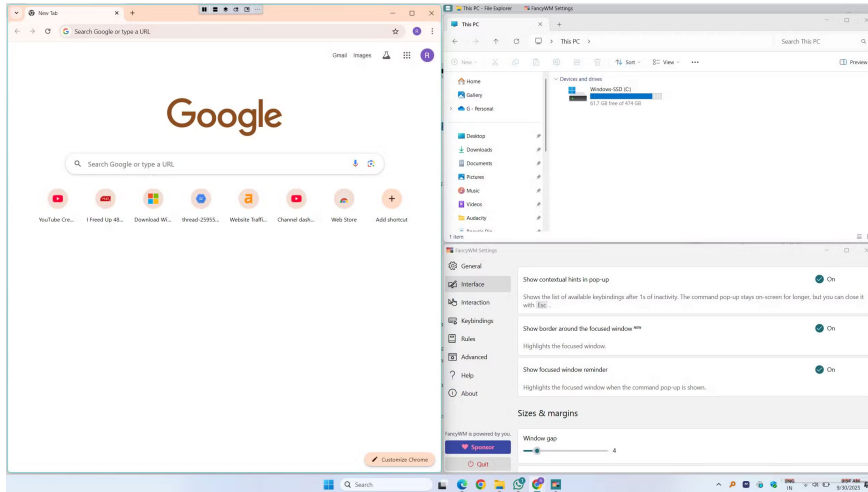 New Tab
Search Google or type a URL
R
Gmail Images
R
Google
Search Google or type a URL
YouTube Cre... I Freed Up 48... Download Wi... thread-25955... Website Traffi... Channel dash... Web Store Add shortcut
Customize Chrome
This PC - File Explorer FancyWM Settings
This PC
This PC
Search This PC
New Sort View Preview
Home
Gallery
G - Personal
Desktop
Downloads
Documents
Pictures
Music
Videos
Audacity
Devices and drives
Windows-SSD (C:)
61.7 GB free of 474 GB
1 item
FancyWM Settings
General
Interface
Interaction
Keybindings
Rules
Advanced
Help
About
FancyWM is powered by you.
Sponsor
Quit
Show contextual hints in pop-up On
Shows the list of available keybindings after 1s of inactivity. The command pop-up stays on-screen for longer, but you can close it
with Esc .
Show border around the focused window On
Highlights the focused window.
Show focused window reminder On
Highlights the focused window when the command pop-up is shown.
Sizes & margins
Window gap
4
Search
ENG
IN
9/30/2025